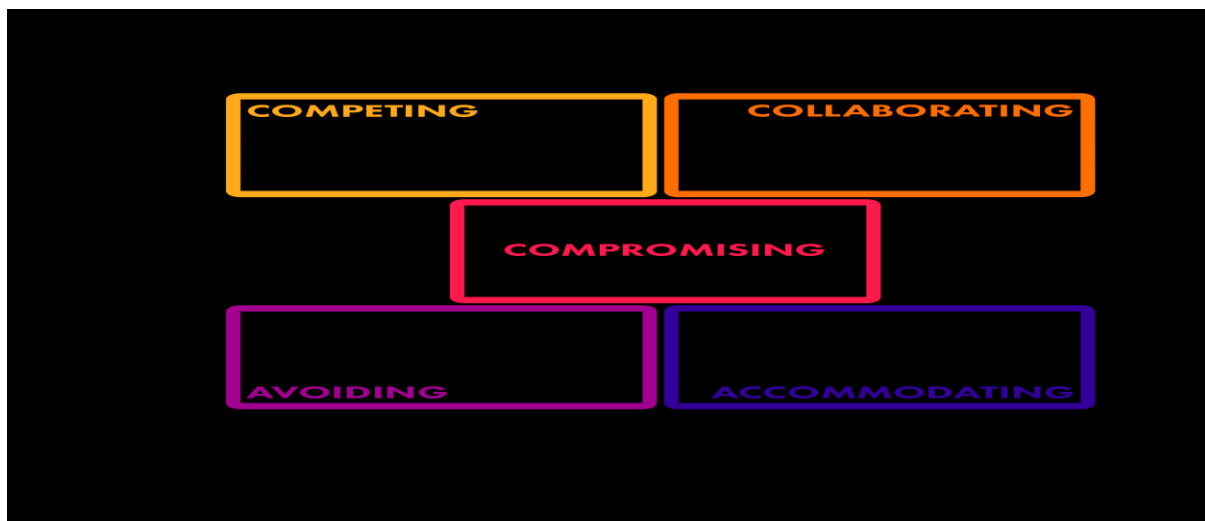 COMPETING
COLLABORATING
COMPROMISING
AVOIDING
ACCOMMODATING